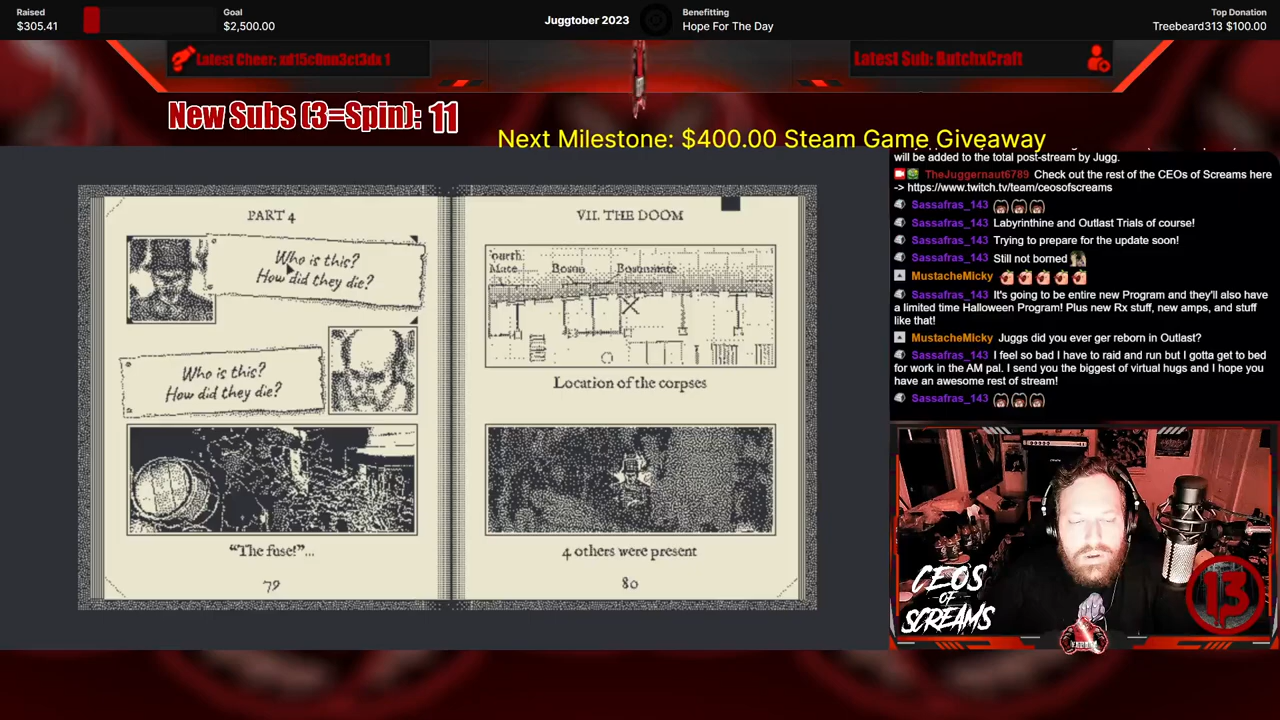 Raised
$305.41
Goal
$2,500.00
Juggtober 2023
Benefitting
Hope For The Day
Top Donation
Treebeard313 $100.00
Latest Cheer: xd15c0nn3ct3dx 1
Latest Sub: ButchxCraft
New Subs (3=Spin): 11
Next Milestone: $400.00 Steam Game Giveaway
PART 4
Who is this?
How did they die?
Who is this?
How did they die?
"The fuse!"...
79
VII. THE DOOM
Fourth
Mate
Bosun
Bosunmate
Location of the corpses
4 others were present
80
will be added to the total post-stream by Jugg.
TheJuggernaut6789 Check out the rest of the CEOs of Screams here
-> https://www.twitch.tv/team/ceosofscreams
Sassafras_143
Sassafras_143 Labyrinthine and Outlast Trials of course!
Sassafras_143 Trying to prepare for the update soon!
Sassafras_143 Still not borned
MustacheMicky
Sassafras_143 It's going to be entire new Program and they'll also have
a limited time Halloween Program! Plus new Rx stuff, new amps, and stuff
like that!
MustacheMicky Juggs did you ever ger reborn in Outlast?
Sassafras_143 I feel so bad I have to raid and run but I gotta get to bed
for work in the AM pal. I send you the biggest of virtual hugs and I hope you
have an awesome rest of stream!
Sassafras_143
CEOS
OF
SCREAMS
13